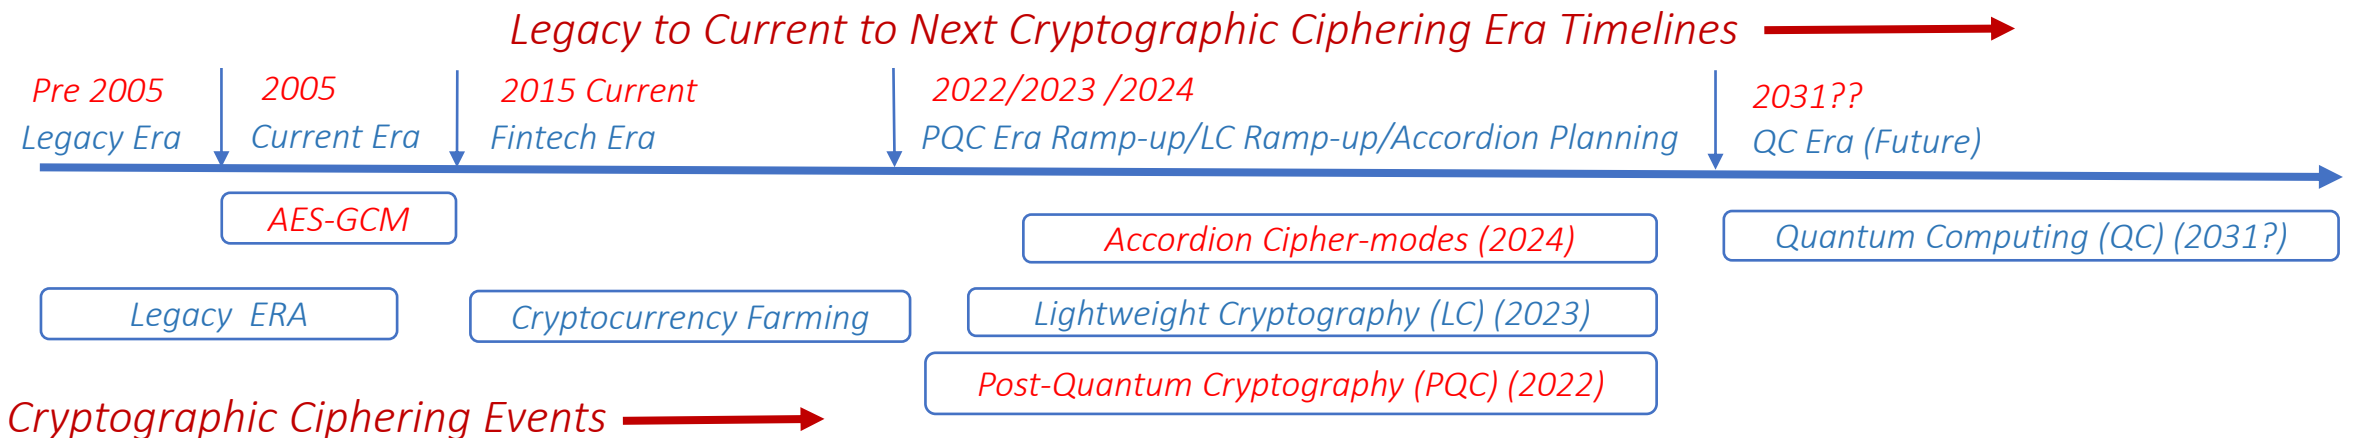 Legacy to Current to Next Cryptographic Ciphering Era Timelines
Pre 2005
Legacy Era
2005
Current Era
2015 Current
Fintech Era
2022/2023 /2024
PQC Era Ramp-up/LC Ramp-up/Accordion Planning
2031??
QC Era (Future)
AES-GCM
Accordion Cipher-modes (2024)
Quantum Computing (QC) (2031?)
Legacy ERA
Cryptocurrency Farming
Lightweight Cryptography (LC) (2023)
Post-Quantum Cryptography (PQC) (2022)
Cryptographic Ciphering Events